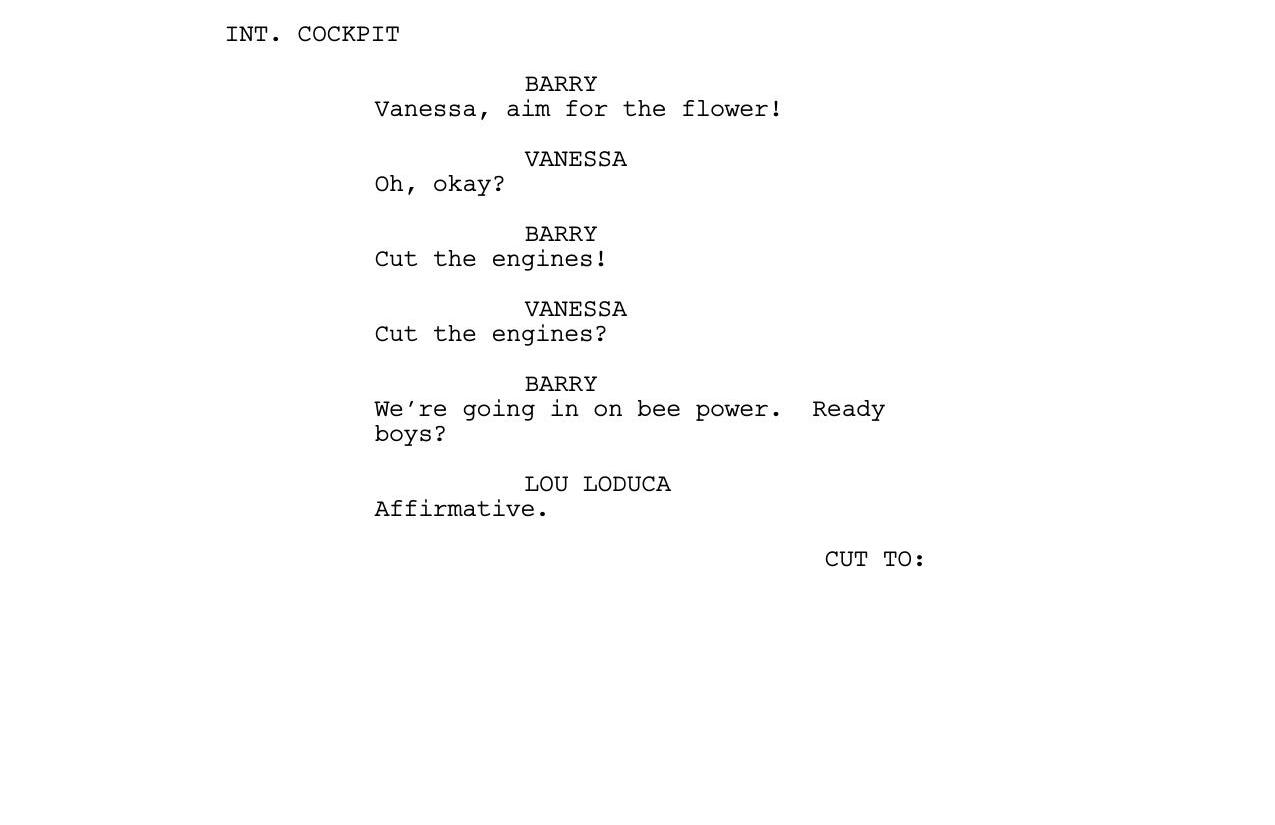 INT. COCKPIT
BARRY
Vanessa, aim for the flower!
VANESSA
Oh, okay?
BARRY
Cut the engines!
VANESSA
Cut the engines?
BARRY
We’re going in on bee power.  Ready
boys?
LOU LODUCA
Affirmative.
CUT TO: